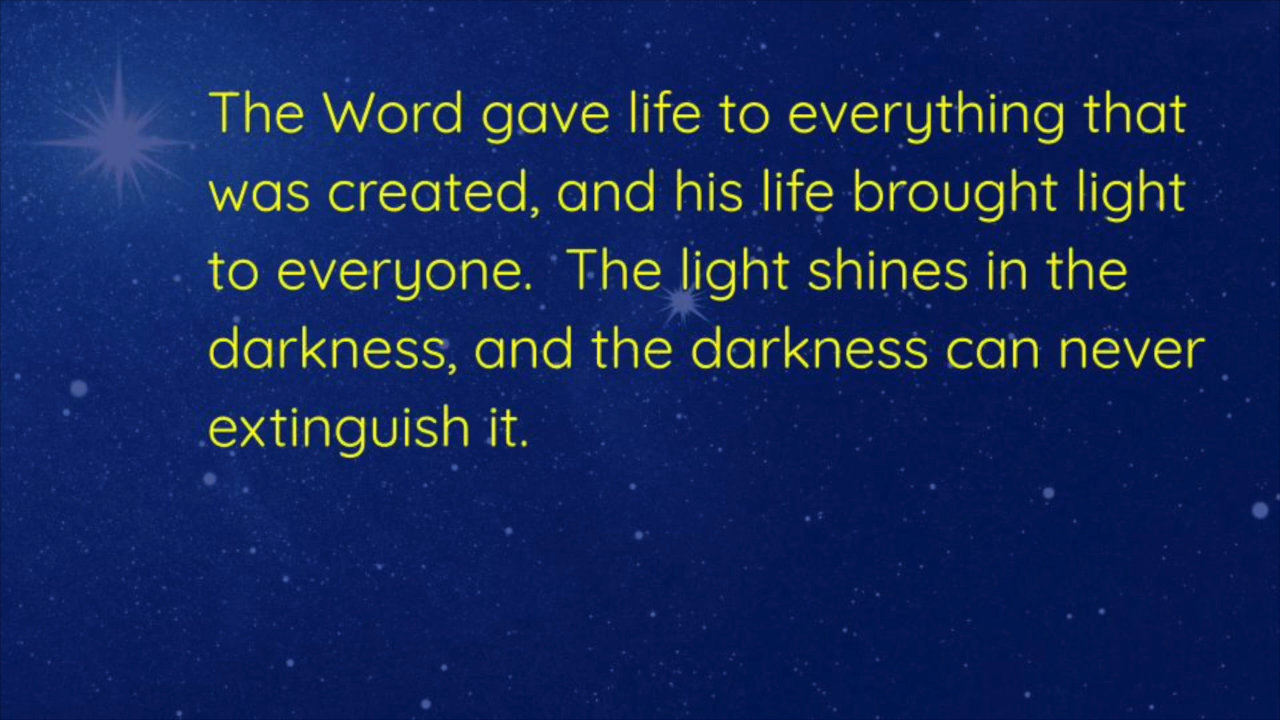 The Word gave life to everything that
was created, and his life brought light
to everyone.  The light shines in the
darkness, and the darkness can never
extinguish it.